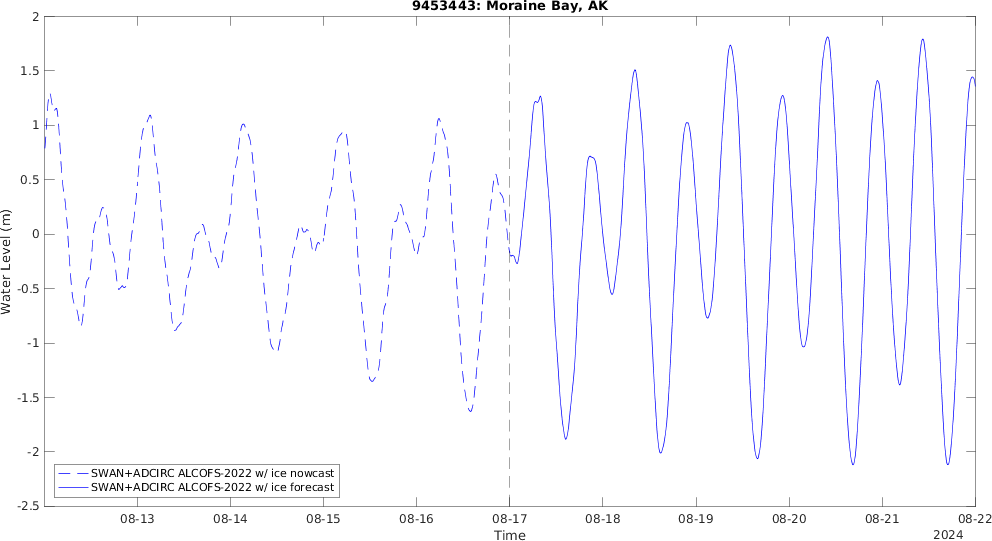 9453443: Moraine Bay, AK
2
1.5
1
0.5
0
-0.5
-1
-1.5
-2
-2.5
Water Level (m)
SWAN+ADCIRC ALCOFS-2022 w/ ice nowcast
SWAN+ADCIRC ALCOFS-2022 w/ ice forecast
08-13 08-14 08-15 08-16 08-17 08-18 08-19 08-20 08-21 08-22
Time
2024